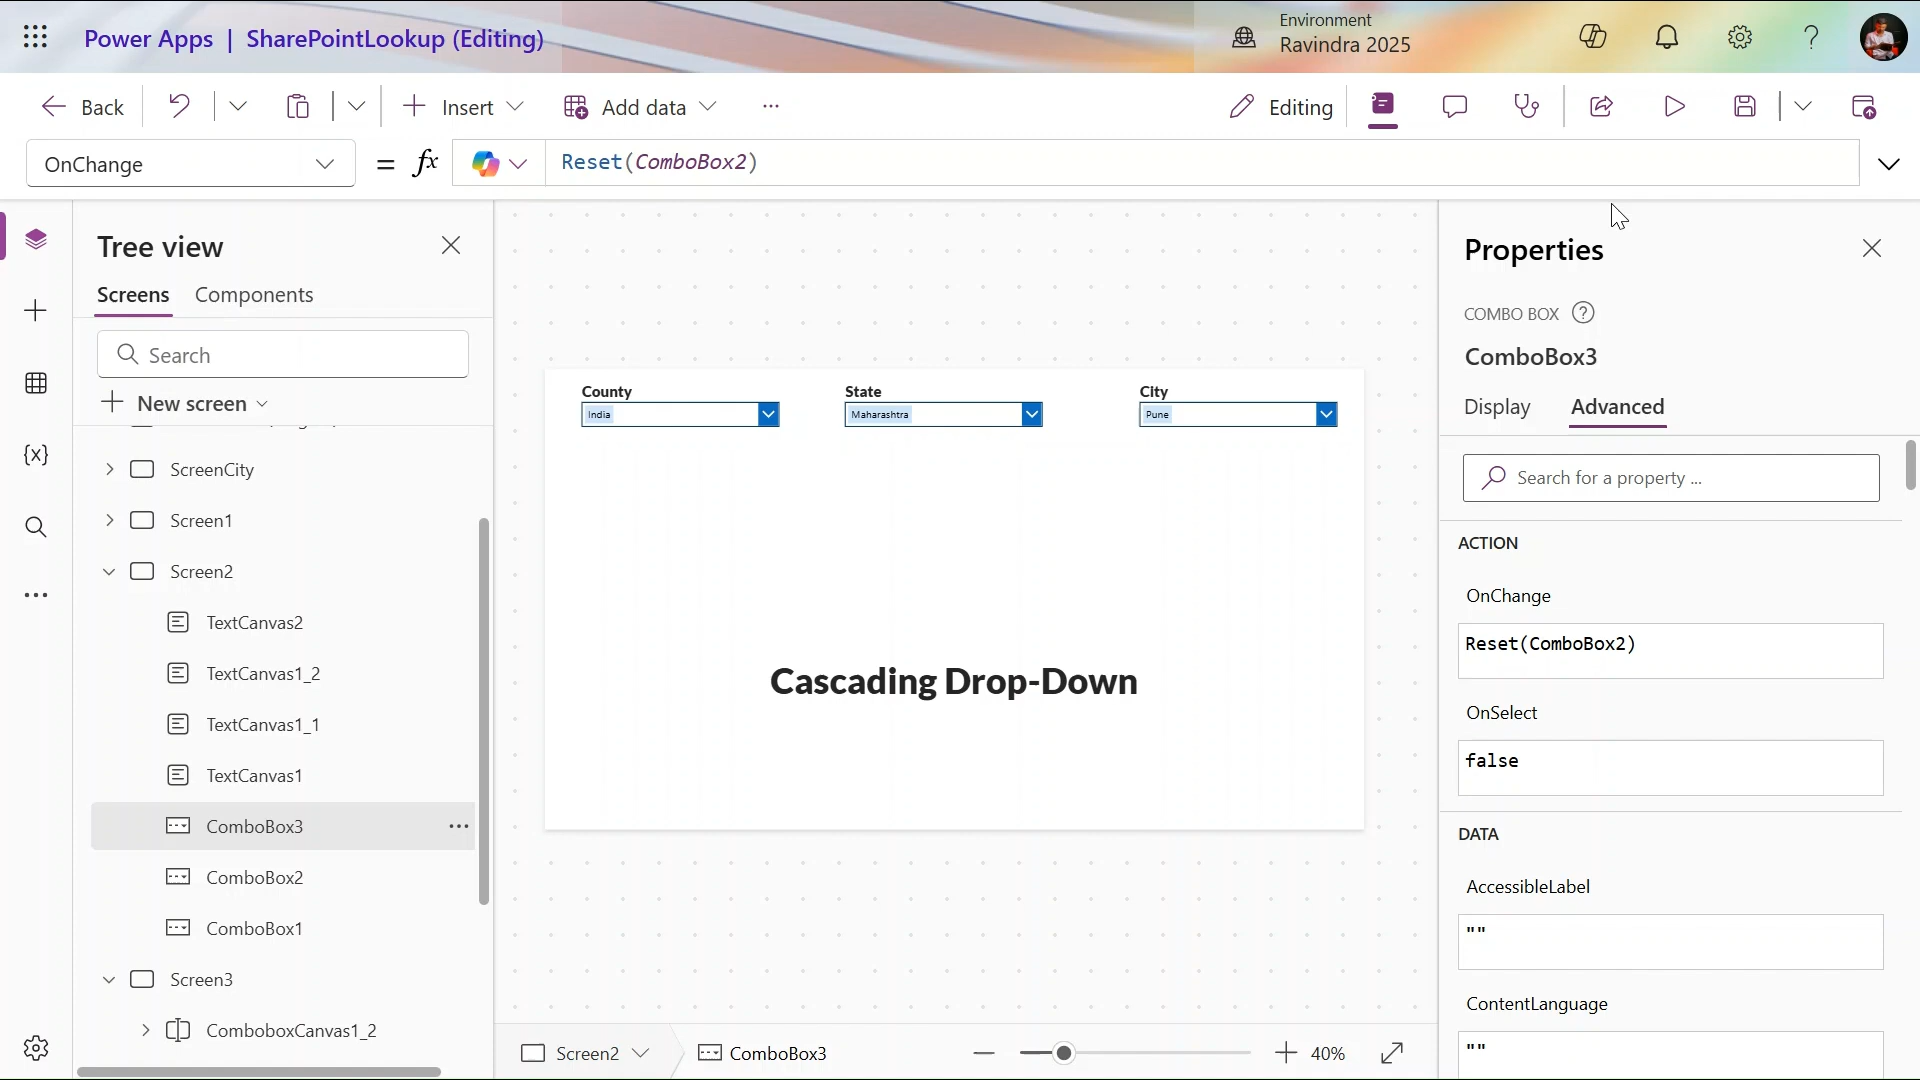 Power Apps | SharePointLookup (Editing)
Environment
Ravindra 2025
Back
Insert
Add data
Editing
OnChange
= fx
Reset(ComboBox2)
Tree view
Screens
Components
Search
New screen
ScreenCity
Screen1
Screen2
TextCanvas2
TextCanvas1_2
TextCanvas1_1
TextCanvas1
ComboBox3
ComboBox2
ComboBox1
Screen3
ComboboxCanvas1_2
County
State
City
India
Maharashtra
Pune
Cascading Drop-Down
Screen2
ComboBox3
40%
Properties
COMBO BOX
ComboBox3
Display
Advanced
Search for a property ...
ACTION
OnChange
Reset(ComboBox2)
OnSelect
false
DATA
AccessibleLabel
""
ContentLanguage
""